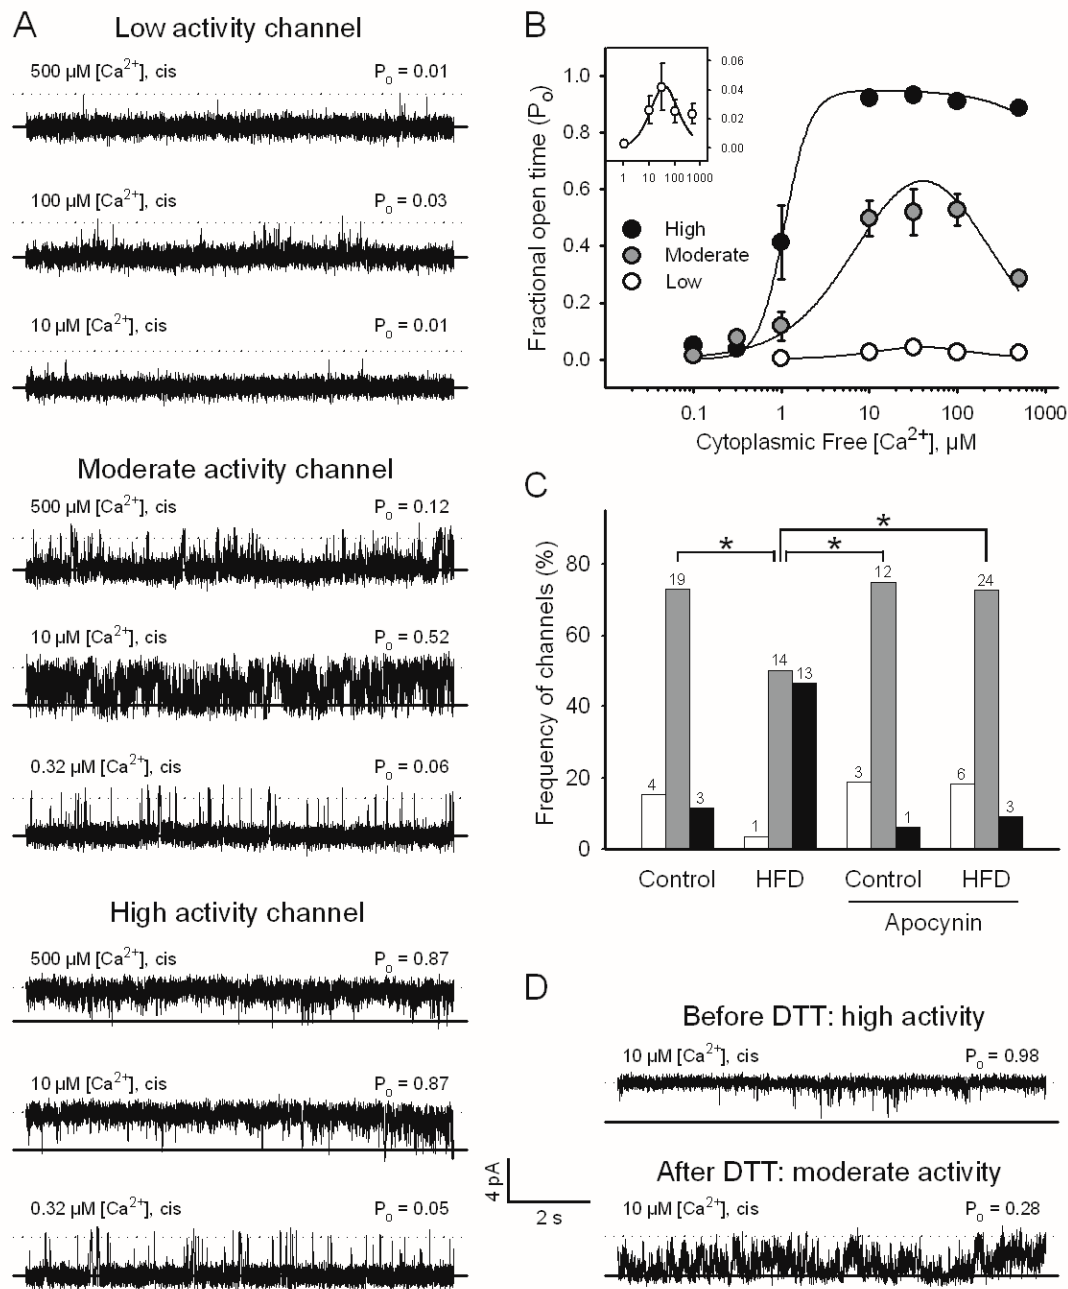 A
Low activity channel
500 µM [Ca²⁺], cis Pₒ = 0.01
100 µM [Ca²⁺], cis Pₒ = 0.03
10 µM [Ca²⁺], cis Pₒ = 0.01
Moderate activity channel
500 µM [Ca²⁺], cis Pₒ = 0.12
10 µM [Ca²⁺], cis Pₒ = 0.52
0.32 µM [Ca²⁺], cis Pₒ = 0.06
High activity channel
500 µM [Ca²⁺], cis Pₒ = 0.87
10 µM [Ca²⁺], cis Pₒ = 0.87
0.32 µM [Ca²⁺], cis Pₒ = 0.05
4 pA
2 s
B
Fractional open time (Pₒ)
1.0
0.8
0.6
0.4
0.2
0.0
0.06
0.04
0.02
0.00
1 10 100 1000
High
Moderate
Low
0.1 1 10 100 1000
Cytoplasmic Free [Ca²⁺], µM
C
Frequency of channels (%)
80
60
40
20
0
* * *
4 19 3
1 14 13
3 12 1
6 24 3
Control HFD Control HFD
Apocynin
D
Before DTT: high activity
10 µM [Ca²⁺], cis Pₒ = 0.98
After DTT: moderate activity
10 µM [Ca²⁺], cis Pₒ = 0.28